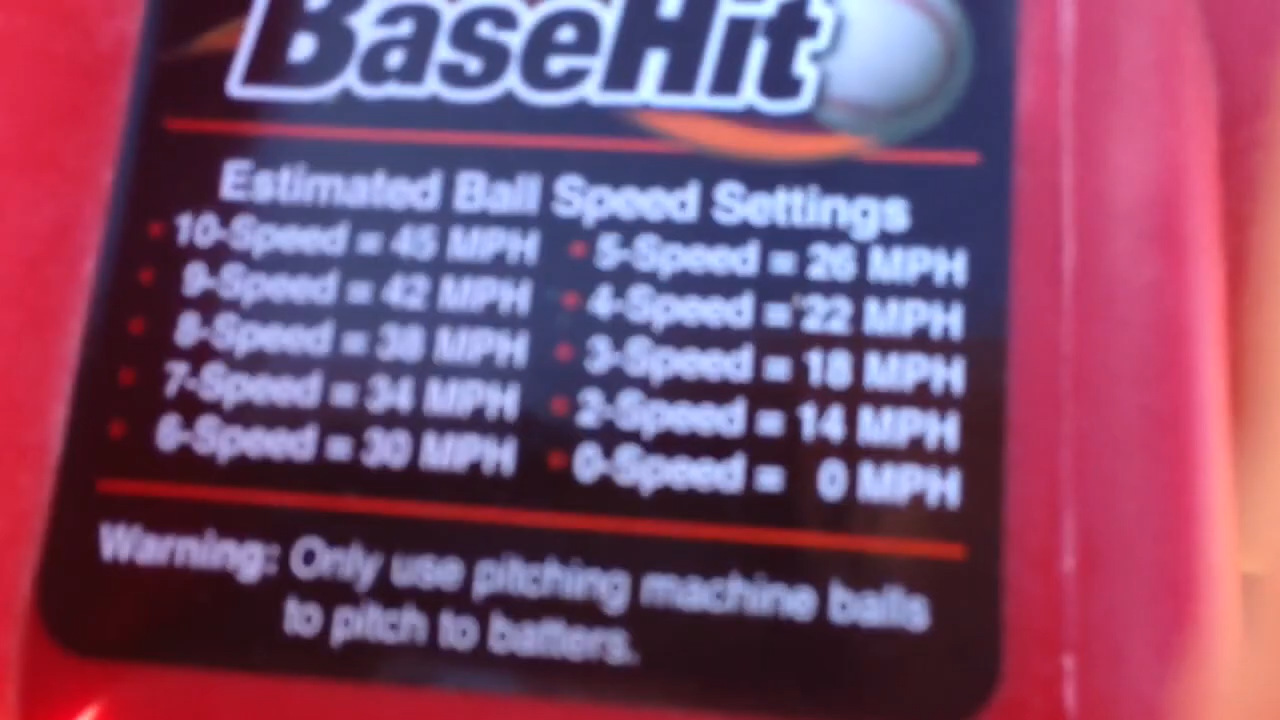 BaseHit
Estimated Ball Speed Settings
10-Speed = 45 MPH
9-Speed = 42 MPH
8-Speed = 38 MPH
7-Speed = 34 MPH
6-Speed = 30 MPH
5-Speed = 26 MPH
4-Speed = 22 MPH
3-Speed = 18 MPH
2-Speed = 14 MPH
0-Speed = 0 MPH
Warning: Only use pitching machine balls
to pitch to batters.